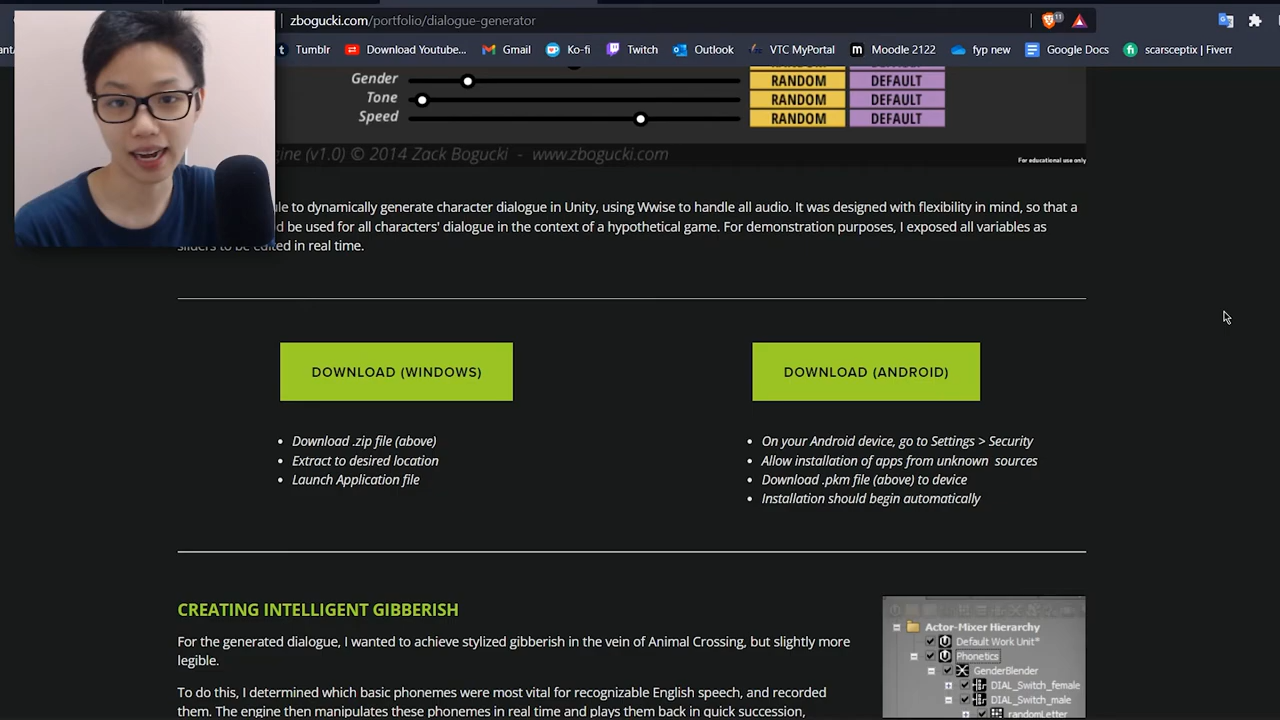 zbogucki.com/portfolio/dialogue-generator
11
Tumblr Download Youtube... Gmail Ko-fi Twitch Outlook VTC MyPortal Moodle 2122 fyp new Google Docs scarsceptix | Fiverr
Gender RANDOM DEFAULT
Tone RANDOM DEFAULT
Speed RANDOM DEFAULT
(v1.0) © 2014 Zack Bogucki - www.zbogucki.com
For educational use only
to dynamically generate character dialogue in Unity, using Wwise to handle all audio. It was designed with flexibility in mind, so that a
be used for all characters' dialogue in the context of a hypothetical game. For demonstration purposes, I exposed all variables as
sliders to be edited in real time.
DOWNLOAD (WINDOWS)
• Download .zip file (above)
• Extract to desired location
• Launch Application file
DOWNLOAD (ANDROID)
• On your Android device, go to Settings > Security
• Allow installation of apps from unknown sources
• Download .pkm file (above) to device
• Installation should begin automatically
CREATING INTELLIGENT GIBBERISH
For the generated dialogue, I wanted to achieve stylized gibberish in the vein of Animal Crossing, but slightly more
legible.
To do this, I determined which basic phonemes were most vital for recognizable English speech, and recorded
them. The engine then manipulates these phonemes in real time and plays them back in quick succession,
Actor-Mixer Hierarchy
Default Work Unit*
Phonetics
GenderBlender
DIAL_Switch_female
DIAL_Switch_male
randomLetter